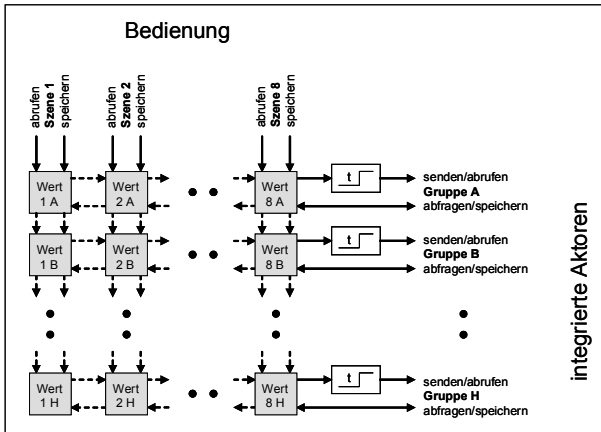 Bedienung
abrufen
Szene 1
speichern
abrufen
Szene 2
speichern
abrufen
Szene 8
speichern
Wert
1 A
Wert
2 A
Wert
8 A
t
senden/abrufen
Gruppe A
abfragen/speichern
Wert
1 B
Wert
2 B
Wert
8 B
t
senden/abrufen
Gruppe B
abfragen/speichern
Wert
1 H
Wert
2 H
Wert
8 H
t
senden/abrufen
Gruppe H
abfragen/speichern
integrierte Aktoren